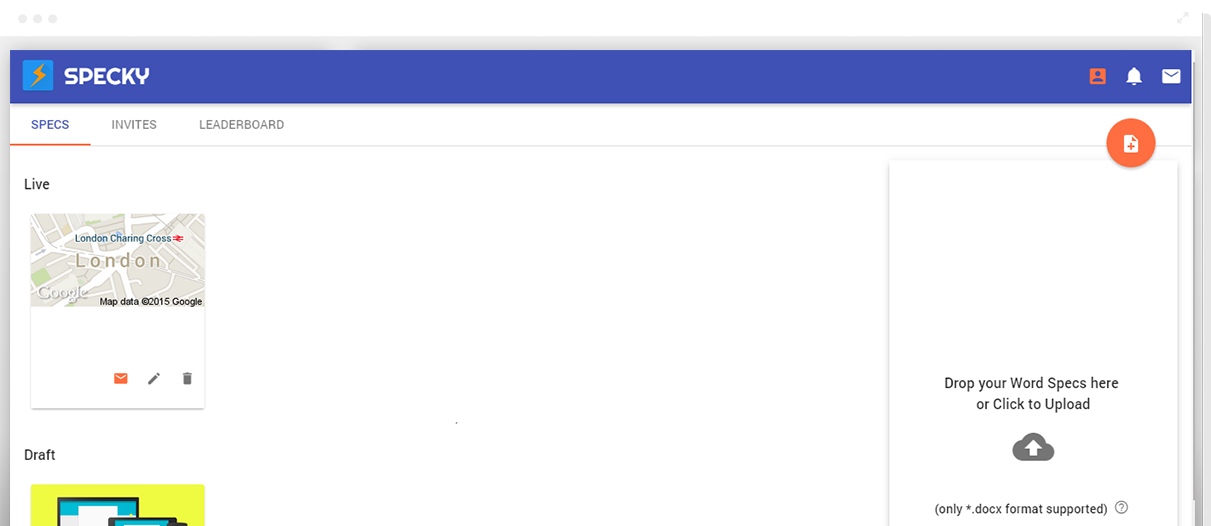 SPECKY
SPECS INVITES LEADERBOARD
Live
London Charing Cross
London
Google
Map data ©2015 Google
Drop your Word Specs here
or Click to Upload
Draft
(only *.docx format supported) ?